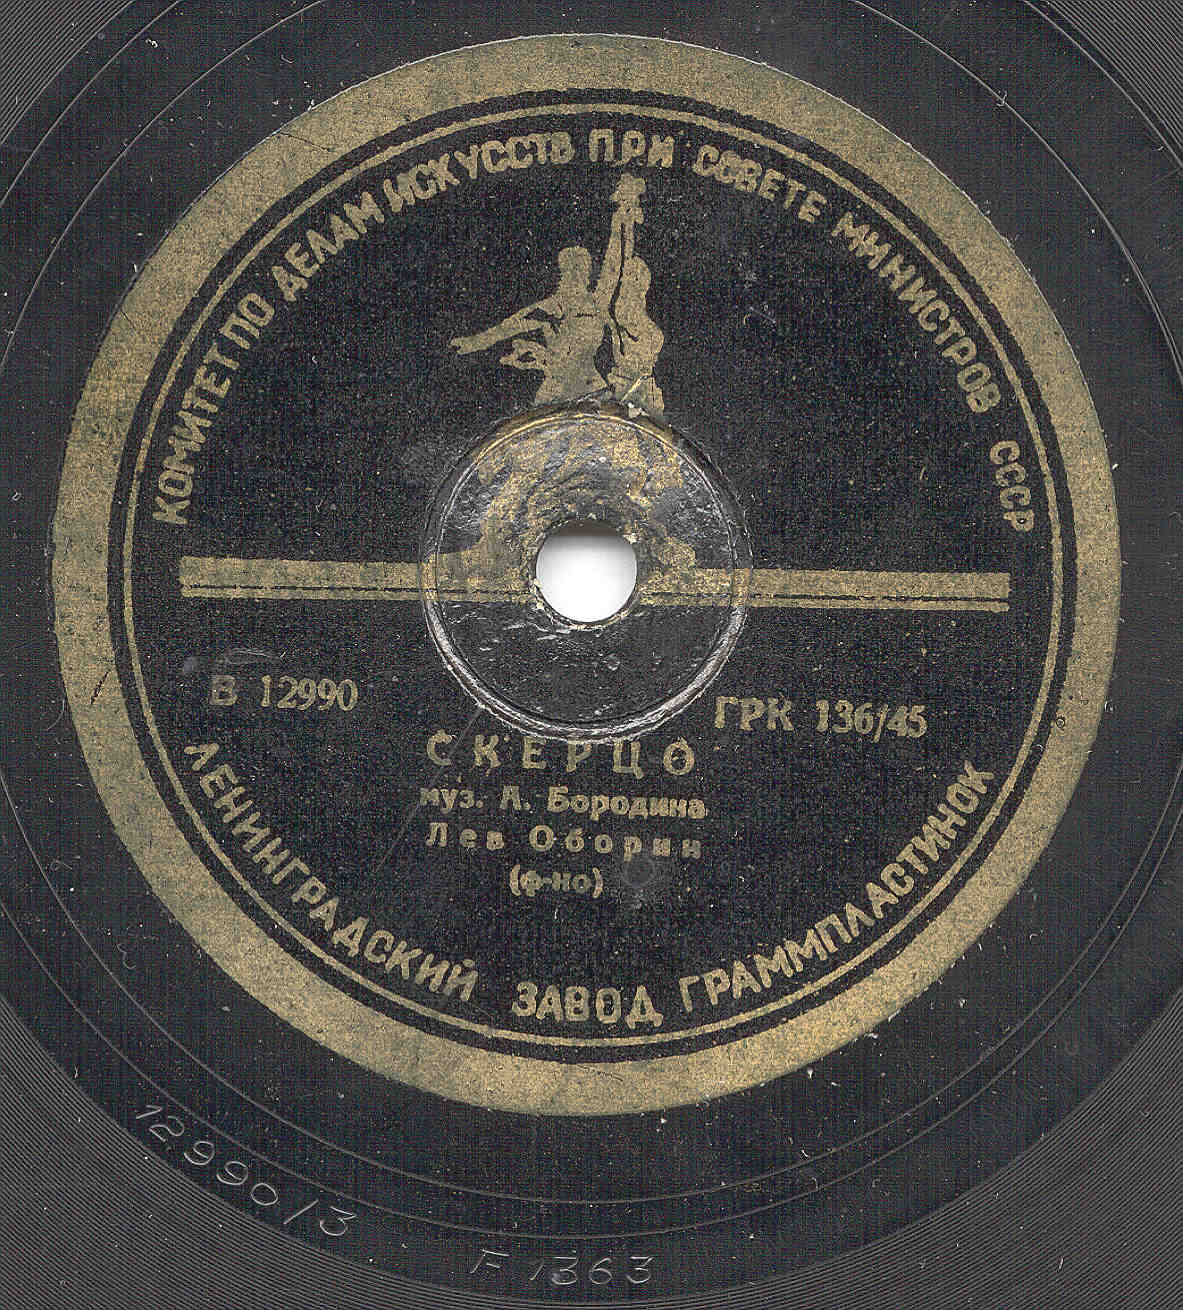 КОМИТЕТ ПО ДЕЛАМ ИСКУССТВ ПРИ СОВЕТЕ МИНИСТРОВ СССР
В 12990
ГРК 136/45
СКЕРЦО
муз. А. Бородина
Лев Оборин
(ф-но)
ЛЕНИНГРАДСКИЙ ЗАВОД ГРАММПЛАСТИНОК
12990/3
F 1363